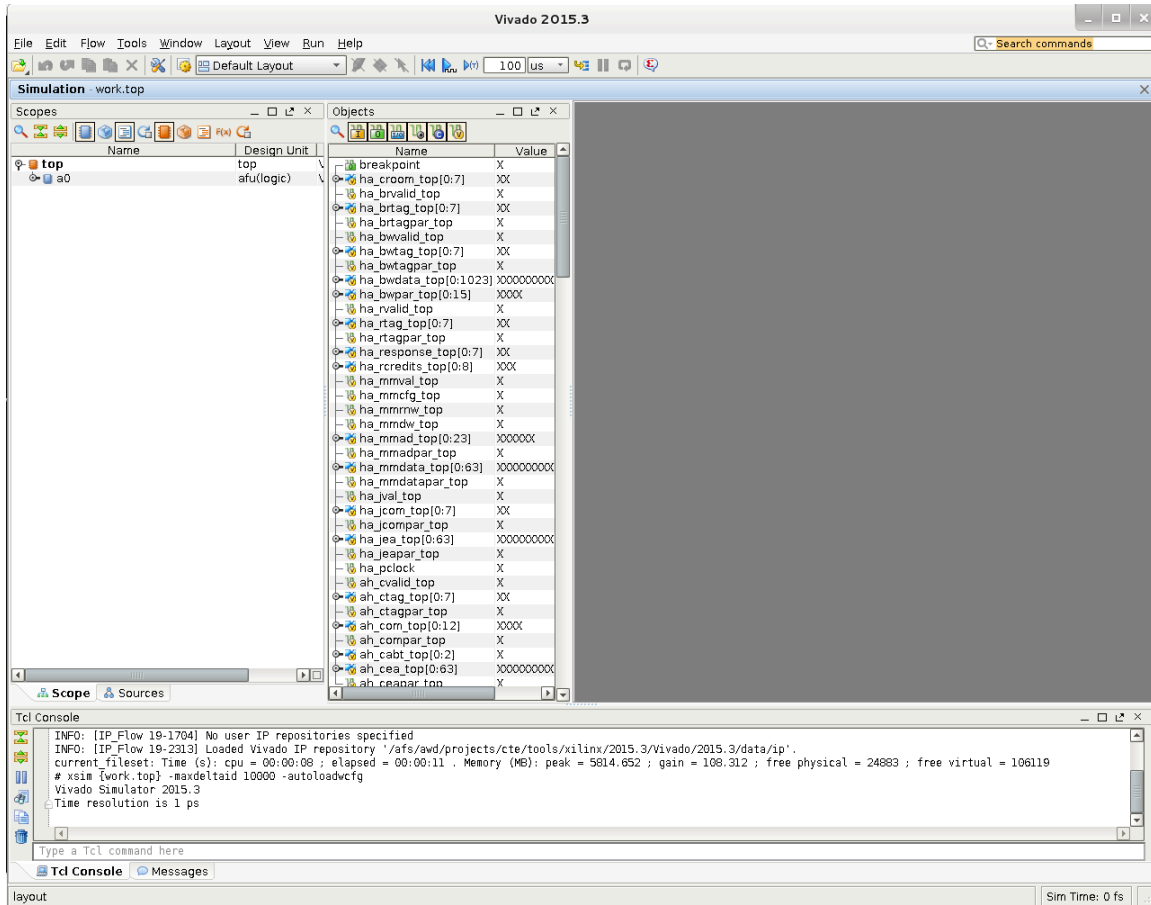 Vivado 2015.3
File Edit Flow Tools Window Layout View Run Help
Search commands
Default Layout
100 us
Simulation - work.top
Scopes
Name Design Unit
top top
a0 afu(logic)
Scope Sources
Objects
Name Value
breakpoint X
ha_croom_top[0:7] XX
ha_brvalid_top X
ha_brtag_top[0:7] XX
ha_brtagpar_top X
ha_bwvalid_top X
ha_bwtag_top[0:7] XX
ha_bwtagpar_top X
ha_bwdata_top[0:1023] XXXXXXXXX
ha_bwpar_top[0:15] XXXX
ha_rvalid_top X
ha_rtag_top[0:7] XX
ha_rtagpar_top X
ha_response_top[0:7] XX
ha_rcredits_top[0:8] XXX
ha_mmval_top X
ha_mmcfg_top X
ha_mmrnw_top X
ha_mmdw_top X
ha_mmad_top[0:23] XXXXXX
ha_mmadpar_top X
ha_mmdata_top[0:63] XXXXXXXXX
ha_mmdatapar_top X
ha_jval_top X
ha_jcom_top[0:7] XX
ha_jcompar_top X
ha_jea_top[0:63] XXXXXXXXX
ha_jeapar_top X
ha_pclock X
ah_cvalid_top X
ah_ctag_top[0:7] XX
ah_ctagpar_top X
ah_com_top[0:12] XXXX
ah_compar_top X
ah_cabt_top[0:2] X
ah_cea_top[0:63] XXXXXXXXX
ah_ceapar_top X
Tcl Console
INFO: [IP_Flow 19-1704] No user IP repositories specified
INFO: [IP_Flow 19-2313] Loaded Vivado IP repository '/afs/awd/projects/cte/tools/xilinx/2015.3/Vivado/2015.3/data/ip'.
current_fileset: Time (s): cpu = 00:00:08 ; elapsed = 00:00:11 . Memory (MB): peak = 5814.652 ; gain = 108.312 ; free physical = 24883 ; free virtual = 106119
# xsim {work.top} -maxdeltaid 10000 -autoloadwcfg
Vivado Simulator 2015.3
Time resolution is 1 ps
Type a Tcl command here
Tcl Console Messages
layout
Sim Time: 0 fs